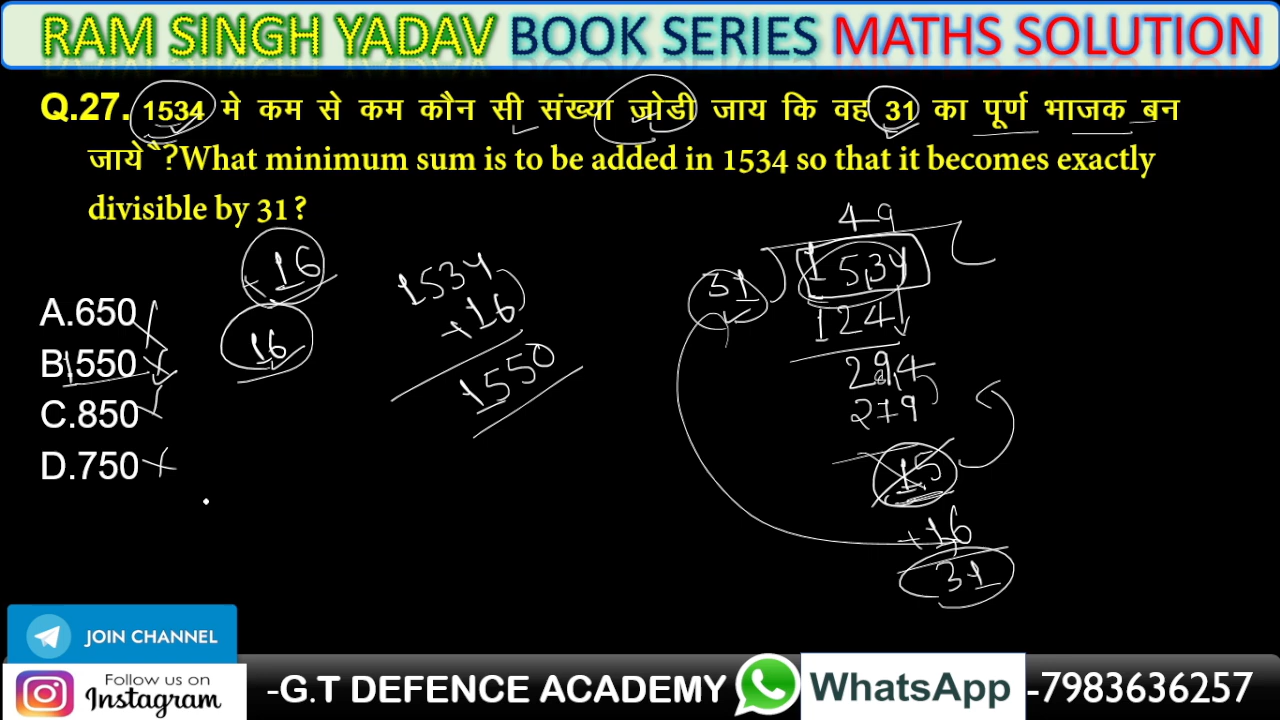 RAM SINGH YADAV BOOK SERIES MATHS SOLUTION
Q.27. 1534 मे कम से कम कौन सी संख्या जोडी जाय कि वह 31 का पूर्ण भाजक बन
जाये ?What minimum sum is to be added in 1534 so that it becomes exactly
divisible by 31?
A.650
B.1550
C.850
D.750
+16
16
1534
+16
1550
49
31) 1534
124
294
279
15
+16
31
JOIN CHANNEL
Follow us on
Instagram
-G.T DEFENCE ACADEMY
WhatsApp
-7983636257